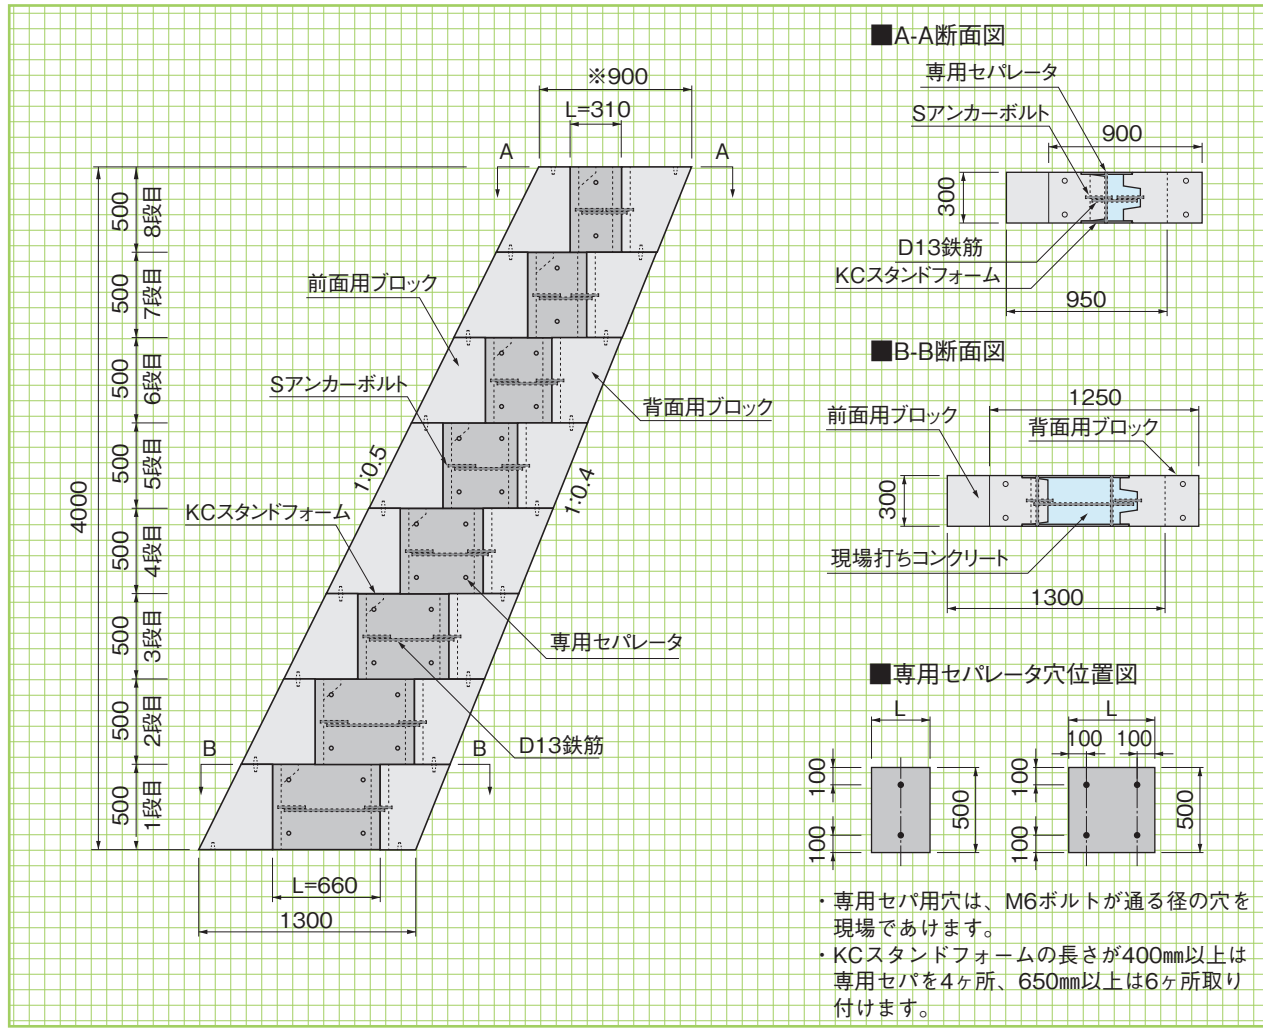 ※900
L=310
A
A
500
8段目
500
7段目
500
6段目
500
5段目
500
4段目
500
3段目
500
2段目
500
1段目
4000
前面用ブロック
Sアンカーボルト
背面用ブロック
1:0.5
1:0.4
KCスタンドフォーム
専用セパレータ
D13鉄筋
B
B
L=660
1300
■A-A断面図
専用セパレータ
Sアンカーボルト
900
300
D13鉄筋
KCスタンドフォーム
950
■B-B断面図
1250
前面用ブロック
背面用ブロック
300
現場打ちコンクリート
1300
■専用セパレータ穴位置図
L
100
100
500
L
100
100
100
100
500
・専用セパ用穴は、M6ボルトが通る径の穴を
現場であけます。
・KCスタンドフォームの長さが400㎜以上は
専用セパを4ヶ所、650㎜以上は6ヶ所取り
付けます。